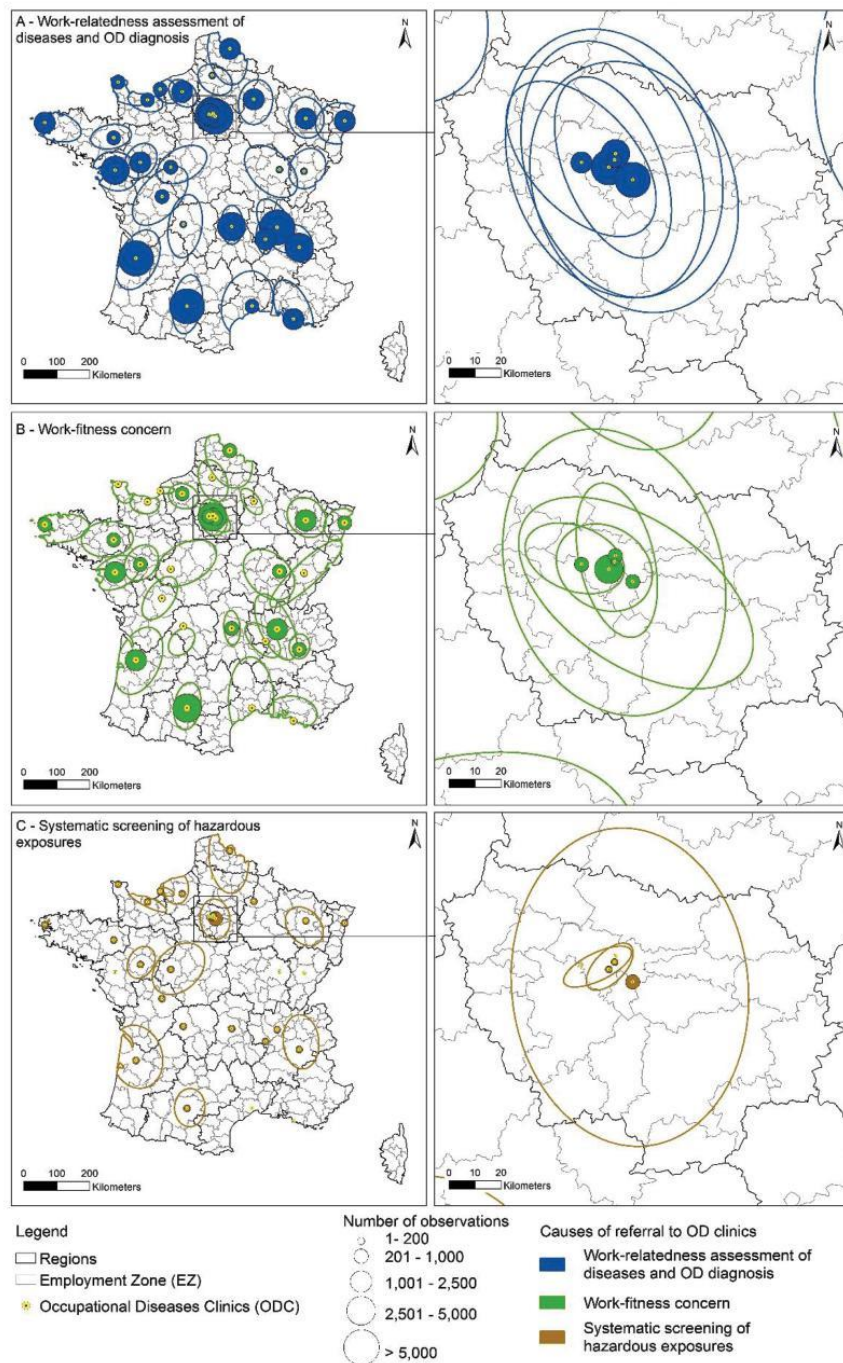 A - Work-relatedness assessment of
diseases and OD diagnosis
N
N
0 100 200
Kilometers
0 10 20
Kilometers
B - Work-fitness concern
N
N
0 100 200
Kilometers
0 10 20
Kilometers
C - Systematic screening of hazardous
exposures
N
N
0 100 200
Kilometers
0 10 20
Kilometers
Legend
Regions
Employment Zone (EZ)
Occupational Diseases Clinics (ODC)
Number of observations
1- 200
201 - 1,000
1,001 - 2,500
2,501 - 5,000
> 5,000
Causes of referral to OD clinics
Work-relatedness assessment of
diseases and OD diagnosis
Work-fitness concern
Systematic screening of
hazardous exposures